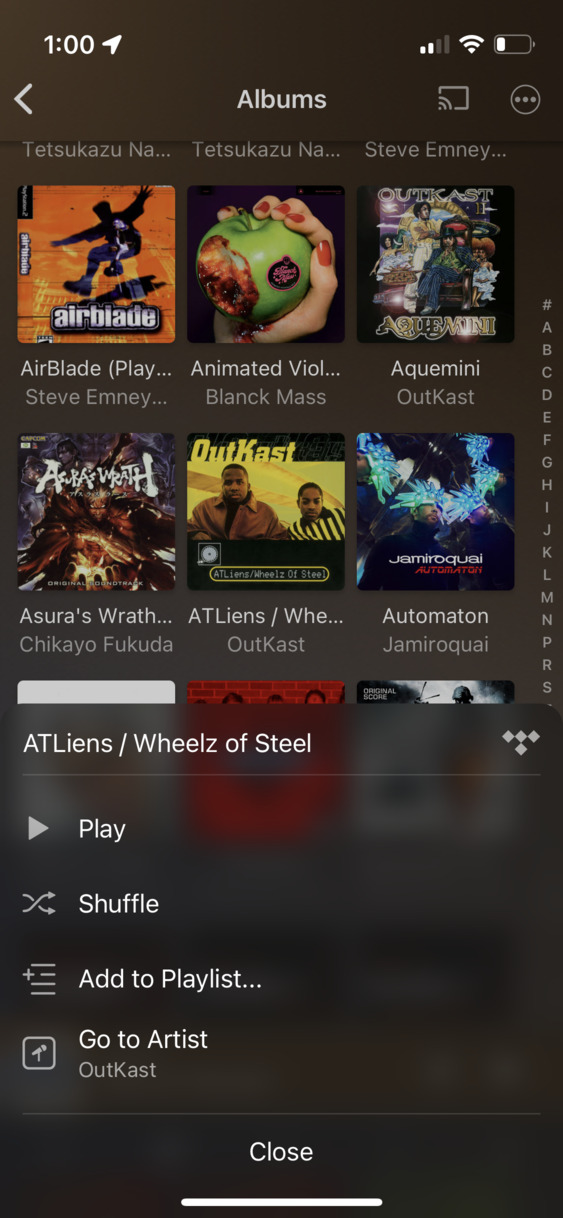 1:00
Albums
Tetsukazu Na...
Tetsukazu Na...
Steve Emney...
airblade
airblade
OUTKAST
AQUEMINI
AirBlade (Play...
Animated Viol...
Aquemini
Steve Emney...
Blanck Mass
OutKast
#
A
B
C
D
E
F
G
H
I
J
K
L
M
N
P
R
S
CAPCOM
ASURA'S WRATH
ORIGINAL SOUNDTRACK
OutKast
ATLiens/Wheelz Of Steel
Jamiroquai
AUTOMATON
Asura's Wrath...
ATLiens / Whe...
Automaton
Chikayo Fukuda
OutKast
Jamiroquai
ORIGINAL
SCORE
ATLiens / Wheelz of Steel
Play
Shuffle
Add to Playlist...
Go to Artist
OutKast
Close